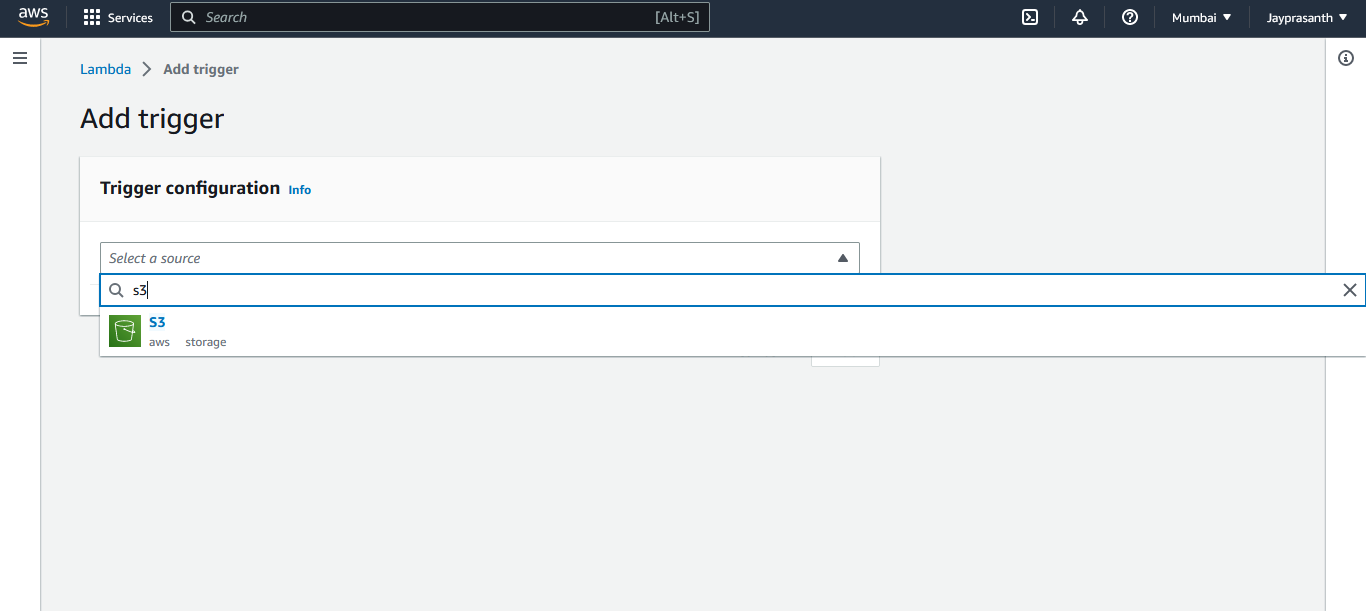 aws Services Search [Alt+S] Mumbai Jayprasanth
Lambda Add trigger
Add trigger
Trigger configuration Info
Select a source
s3
S3
aws storage